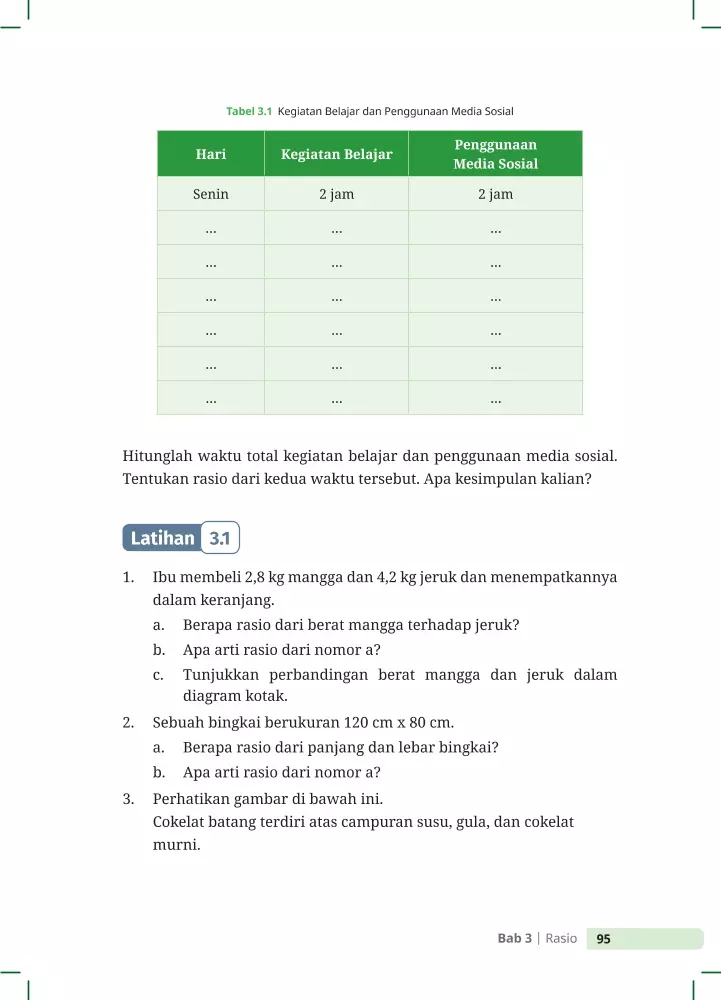 Tabel 3.1 Kegiatan Belajar dan Penggunaan Media Sosial
Hari Kegiatan Belajar Penggunaan Media Sosial
Senin 2 jam 2 jam
... ... ...
... ... ...
... ... ...
... ... ...
... ... ...
... ... ...
Hitunglah waktu total kegiatan belajar dan penggunaan media sosial.
Tentukan rasio dari kedua waktu tersebut. Apa kesimpulan kalian?
Latihan 3.1
1. Ibu membeli 2,8 kg mangga dan 4,2 kg jeruk dan menempatkannya
dalam keranjang.
a. Berapa rasio dari berat mangga terhadap jeruk?
b. Apa arti rasio dari nomor a?
c. Tunjukkan perbandingan berat mangga dan jeruk dalam
diagram kotak.
2. Sebuah bingkai berukuran 120 cm x 80 cm.
a. Berapa rasio dari panjang dan lebar bingkai?
b. Apa arti rasio dari nomor a?
3. Perhatikan gambar di bawah ini.
Cokelat batang terdiri atas campuran susu, gula, dan cokelat
murni.
Bab 3 | Rasio 95